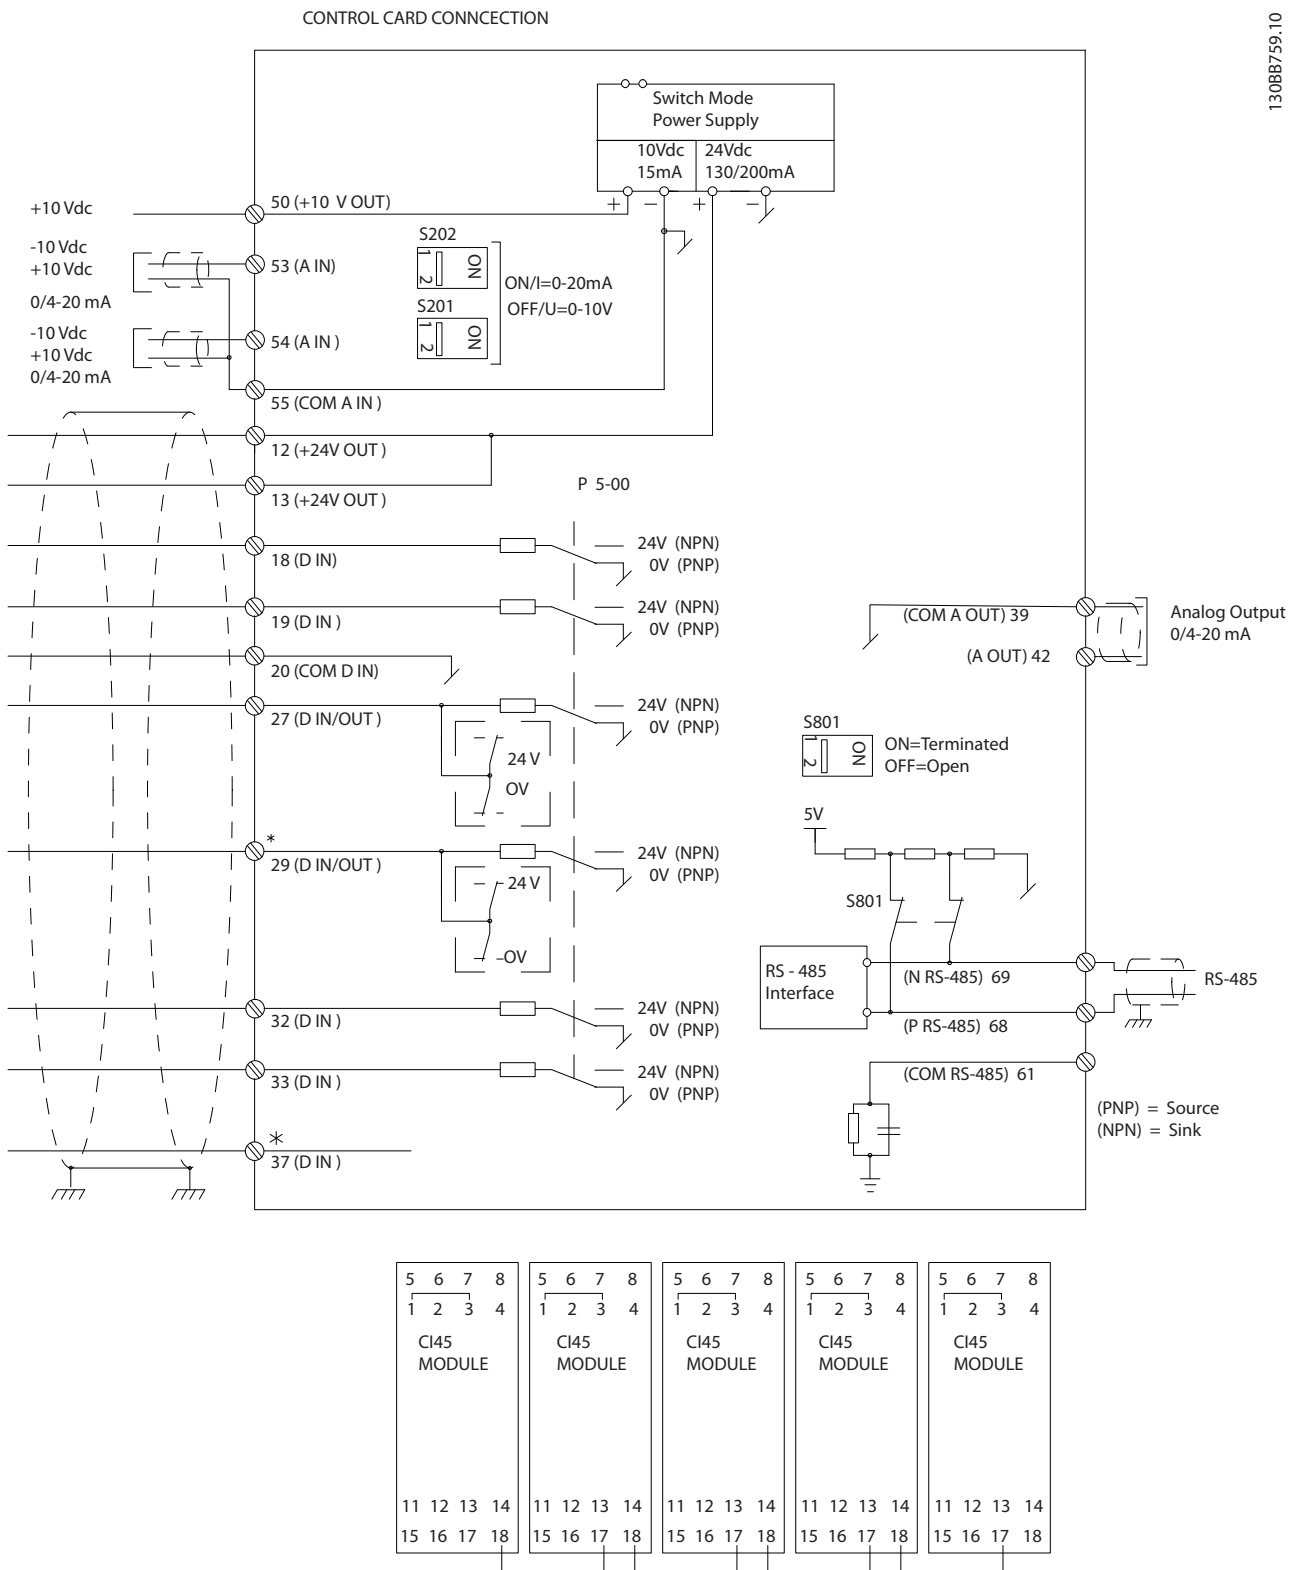 CONTROL CARD CONNCECTION
130BB759.10
Switch Mode
Power Supply
10Vdc
15mA
24Vdc
130/200mA
+ − + −
+10 Vdc
50 (+10 V OUT)
-10 Vdc
+10 Vdc
0/4-20 mA
53 (A IN)
S202
1 2 ON
ON/I=0-20mA
OFF/U=0-10V
S201
1 2 ON
-10 Vdc
+10 Vdc
0/4-20 mA
54 (A IN )
55 (COM A IN )
12 (+24V OUT )
13 (+24V OUT )
P 5-00
18 (D IN)
24V (NPN)
0V (PNP)
19 (D IN )
24V (NPN)
0V (PNP)
(COM A OUT) 39
Analog Output
0/4-20 mA
(A OUT) 42
20 (COM D IN)
27 (D IN/OUT )
24V (NPN)
0V (PNP)
24 V
OV
S801
1 2 ON
ON=Terminated
OFF=Open
5V
*
29 (D IN/OUT )
24V (NPN)
0V (PNP)
24 V
OV
S801
RS - 485
Interface
(N RS-485) 69
RS-485
(P RS-485) 68
32 (D IN )
24V (NPN)
0V (PNP)
33 (D IN )
24V (NPN)
0V (PNP)
(COM RS-485) 61
(PNP) = Source
(NPN) = Sink
*
37 (D IN )
5 6 7 8 5 6 7 8 5 6 7 8 5 6 7 8 5 6 7 8
1 2 3 4 1 2 3 4 1 2 3 4 1 2 3 4 1 2 3 4
CI45 CI45 CI45 CI45 CI45
MODULE MODULE MODULE MODULE MODULE
11 12 13 14 11 12 13 14 11 12 13 14 11 12 13 14 11 12 13 14
15 16 17 18 15 16 17 18 15 16 17 18 15 16 17 18 15 16 17 18